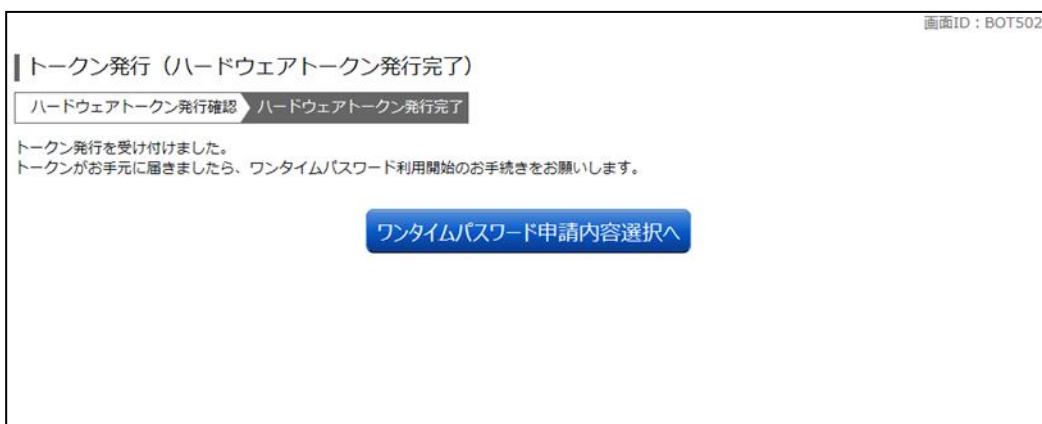 画面ID:BOT502
トークン発行(ハードウェアトークン発行完了)
ハードウェアトークン発行確認 ハードウェアトークン発行完了
トークン発行を受け付けました。
トークンがお手元に届きましたら、ワンタイムパスワード利用開始のお手続きをお願いします。
ワンタイムパスワード申請内容選択へ